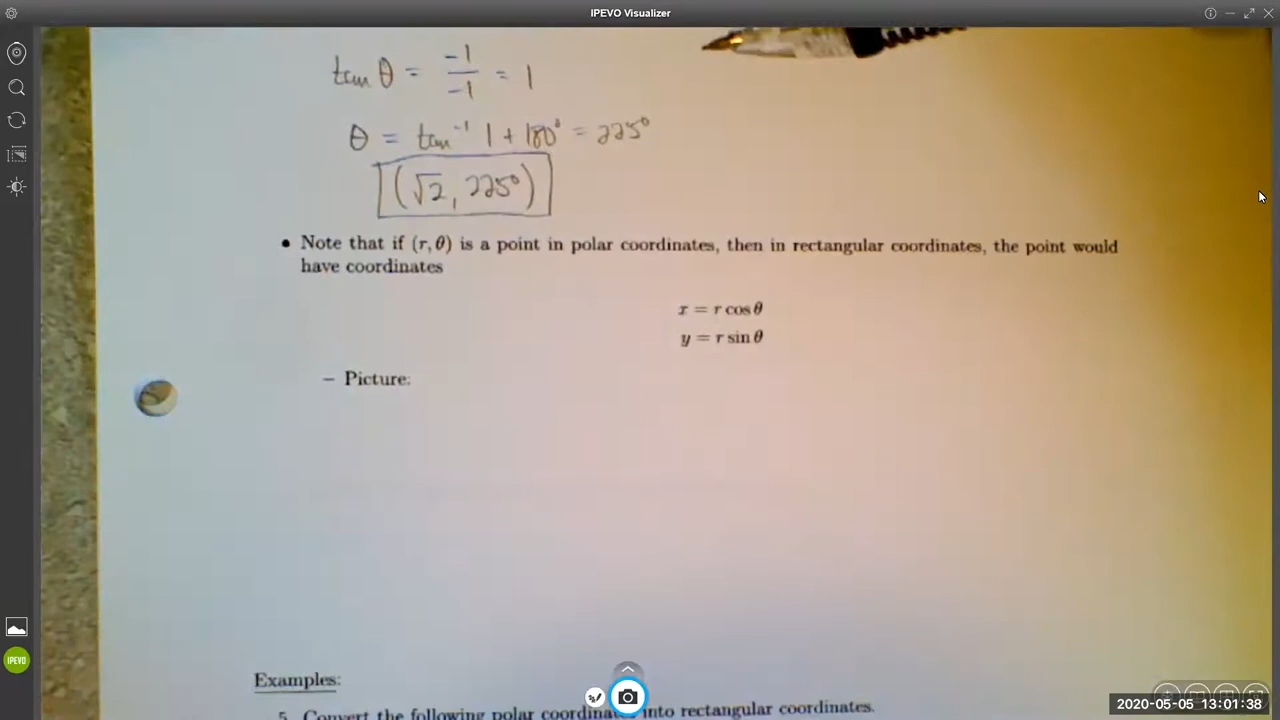 IPEVO Visualizer
tan θ = -1/-1 = 1
θ = tan⁻¹ 1 + 180° = 225°
(√2, 225°)
• Note that if (r, θ) is a point in polar coordinates, then in rectangular coordinates, the point would
have coordinates
x = r cos θ
y = r sin θ
– Picture:
Examples:
5. Convert the following polar coordinates into rectangular coordinates.
IPEVO
2020-05-05 13:01:38